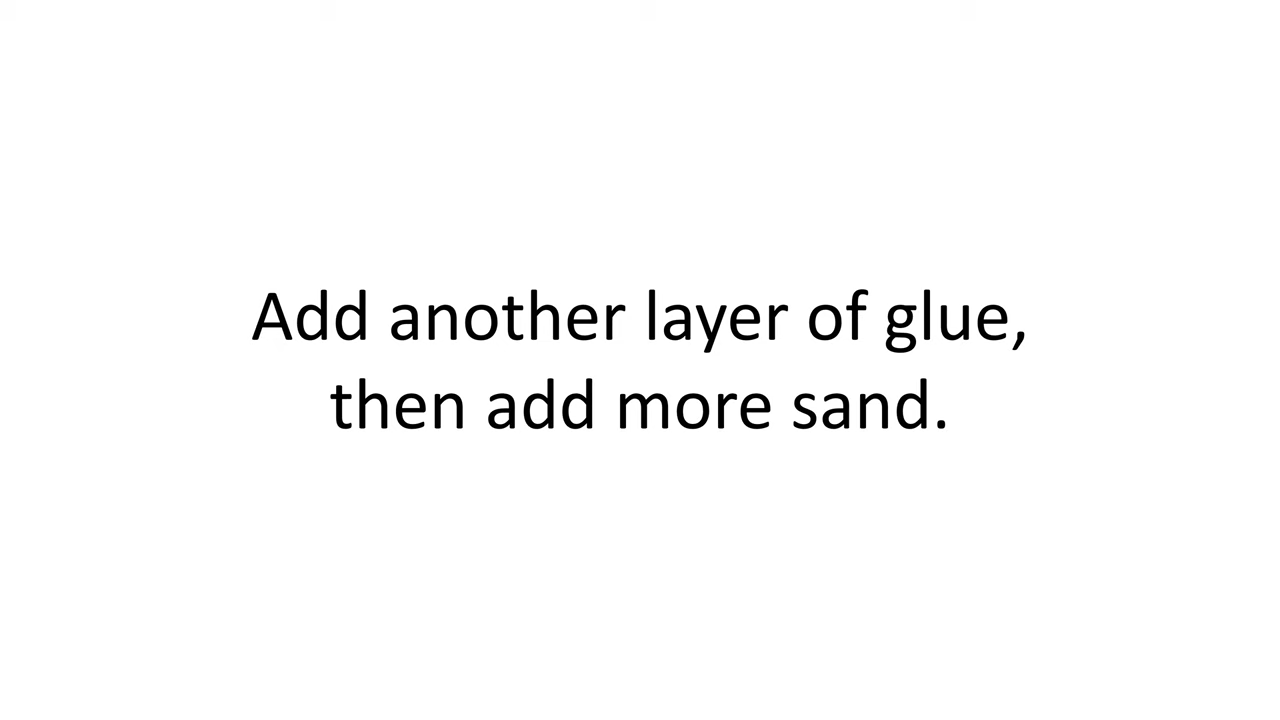 Add another layer of glue,
then add more sand.